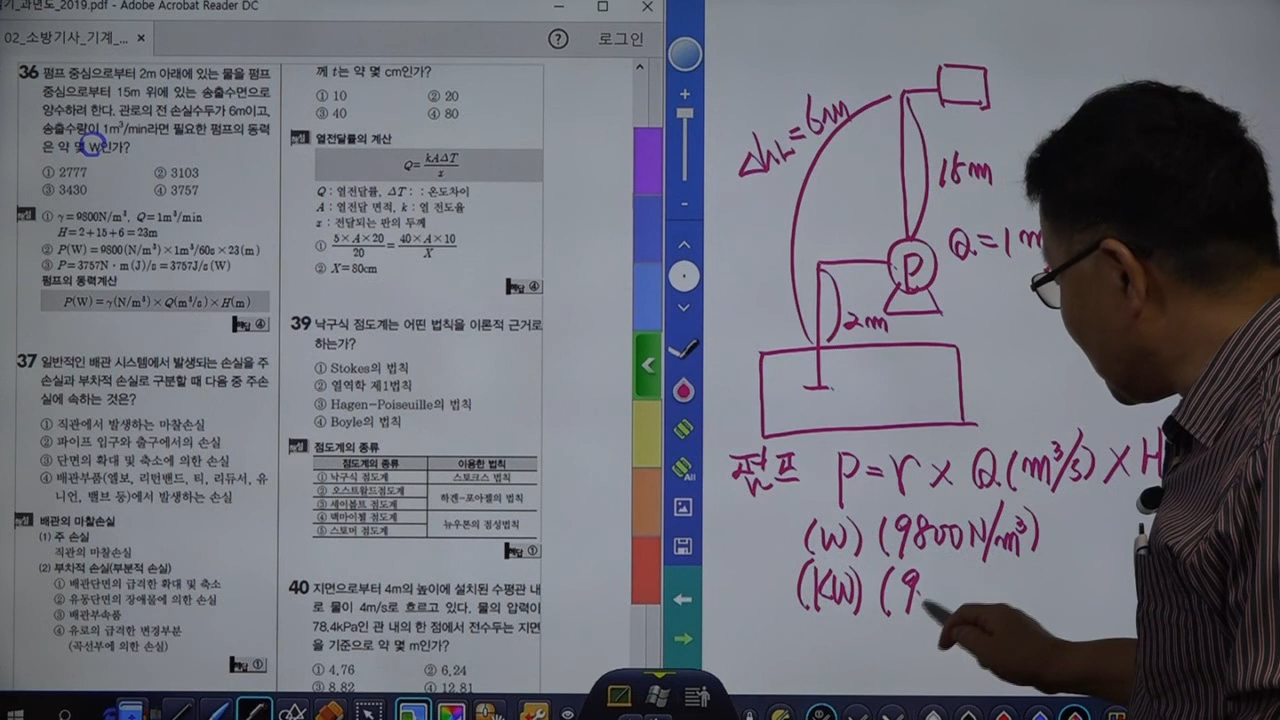 기_과년도_2019.pdf - Adobe Acrobat Reader DC
02_소방기사_기계_...
로그인
36 펌프 중심으로부터 2m 아래에 있는 물을 펌프
중심으로부터 15m 위에 있는 송출수면으로
양수하려 한다. 관로의 전 손실수두가 6m이고,
송출수량이 1m³/min라면 필요한 펌프의 동력
은 약 몇 W인가?
① 2777 ② 3103
③ 3430 ④ 3757
해설 ① γ=9800N/m³, Q=1m³/min
H=2+15+6=23m
② P(W)=9800(N/m³)×1m³/60s×23(m)
③ P=3757N·m(J)/s=3757J/s(W)
펌프의 동력계산
P(W)=γ(N/m³)×Q(m³/s)×H(m)
해답 ④
37 일반적인 배관 시스템에서 발생되는 손실을 주
손실과 부차적 손실로 구분할 때 다음 중 주손
실에 속하는 것은?
① 직관에서 발생하는 마찰손실
② 파이프 입구와 출구에서의 손실
③ 단면의 확대 및 축소에 의한 손실
④ 배관부품(엘보, 리턴밴드, 티, 리듀서, 유
니언, 밸브 등)에서 발생하는 손실
해설 배관의 마찰손실
(1) 주 손실
직관의 마찰손실
(2) 부차적 손실(부분적 손실)
① 배관단면의 급격한 확대 및 축소
② 유동단면의 장애물에 의한 손실
③ 배관부속품
④ 유로의 급격한 변경부분
(곡선부에 의한 손실)
해답 ①
께 t는 약 몇 cm인가?
① 10 ② 20
③ 40 ④ 80
해설 열전달률의 계산
Q=kAΔT/x
Q : 열전달률, ΔT : : 온도차이
A : 열전달 면적, k : 열 전도율
x : 전달되는 판의 두께
① 5×A×20/20=40×A×10/X
② X=80cm
해답 ④
39 낙구식 점도계는 어떤 법칙을 이론적 근거로
하는가?
① Stokes의 법칙
② 열역학 제1법칙
③ Hagen-Poiseuille의 법칙
④ Boyle의 법칙
해설 점도계의 종류
점도계의 종류 이용한 법칙
① 낙구식 점도계 스토크스 법칙
② 오스트왈드점도계
③ 세이볼트 점도계 하겐-포아젤의 법칙
④ 맥마이켈 점도계
⑤ 스토머 점도계 뉴우톤의 점성법칙
해답 ①
40 지면으로부터 4m의 높이에 설치된 수평관 내
로 물이 4m/s로 흐르고 있다. 물의 압력이
78.4kPa인 관 내의 한 점에서 전수두는 지면
을 기준으로 약 몇 m인가?
① 4.76 ② 6.24
③ 8.82 ④ 12.81
All
ΔhL=6m
15m
P
Q=1m
2m
펌프 P=γ×Q(m³/s)×H
(W) (9800N/m³)
(KW) (9.